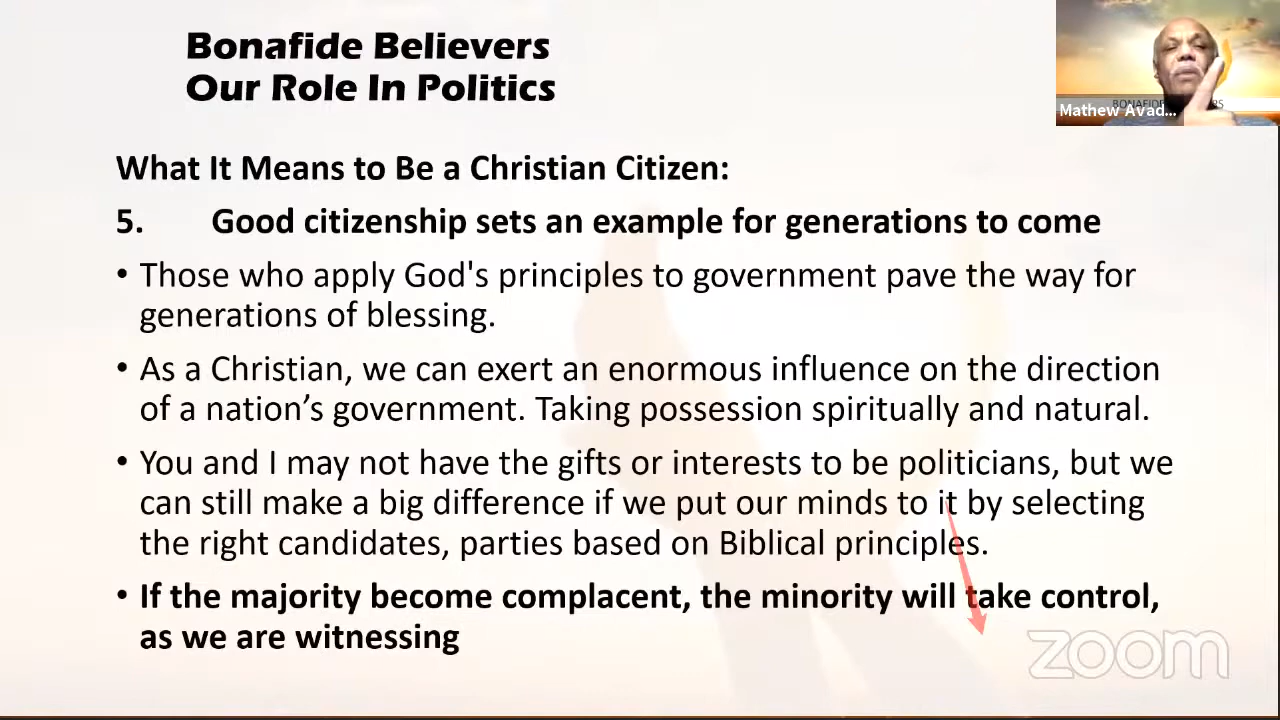 Bonafide Believers
Our Role In Politics
Mathew Avad...
What It Means to Be a Christian Citizen:
5. Good citizenship sets an example for generations to come
• Those who apply God's principles to government pave the way for
generations of blessing.
• As a Christian, we can exert an enormous influence on the direction
of a nation’s government. Taking possession spiritually and natural.
• You and I may not have the gifts or interests to be politicians, but we
can still make a big difference if we put our minds to it by selecting
the right candidates, parties based on Biblical principles.
• If the majority become complacent, the minority will take control,
as we are witnessing
zoom